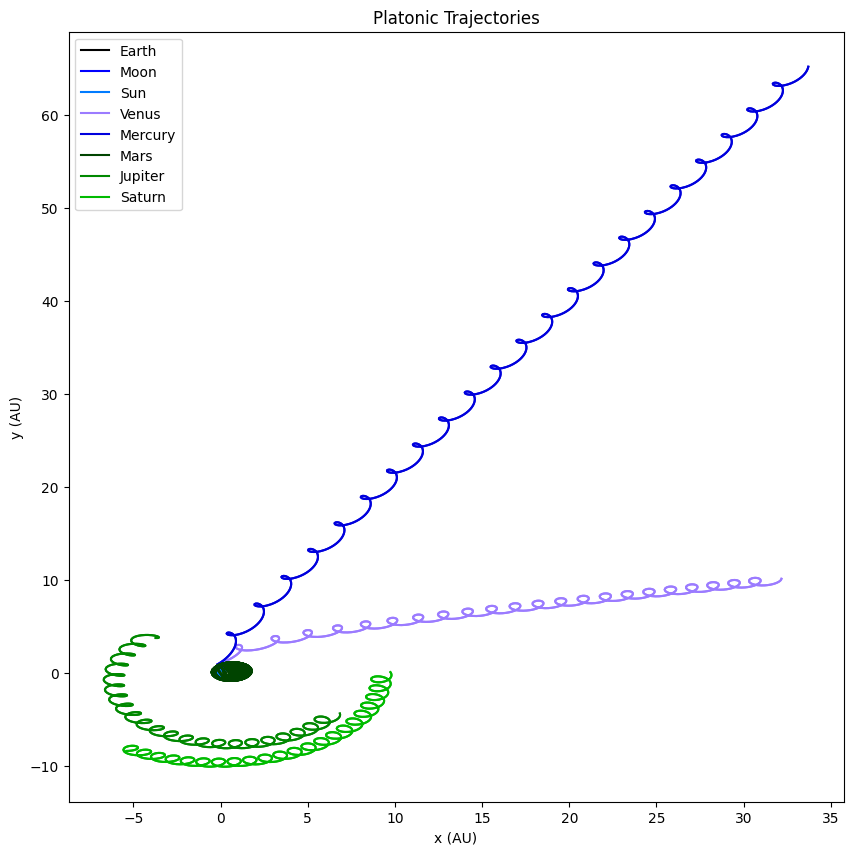 Platonic Trajectories
Earth
Moon
Sun
Venus
Mercury
Mars
Jupiter
Saturn
y (AU)
60
50
40
30
20
10
0
−10
−5
0
5
10
15
20
25
30
35
x (AU)